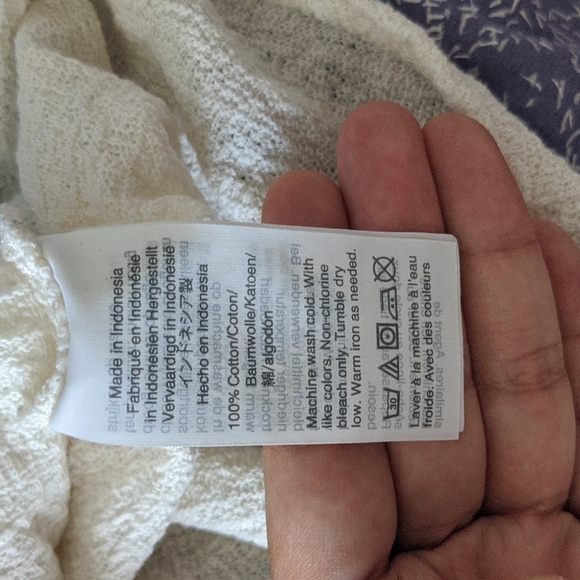 Made in Indonesia
Fabriqué en Indonésie
in Indonesien Hergestellt
Vervaardigd in Indonesië
インドネシア製
Hecho en Indonesia
100% Cotton/Coton/
Baumwolle/Katoen/
綿/algodón
Machine wash cold. With
like colors. Non-chlorine
bleach only. Tumble dry
low. Warm iron as needed.
30
Laver à la machine à l'eau
froide. Avec des couleurs